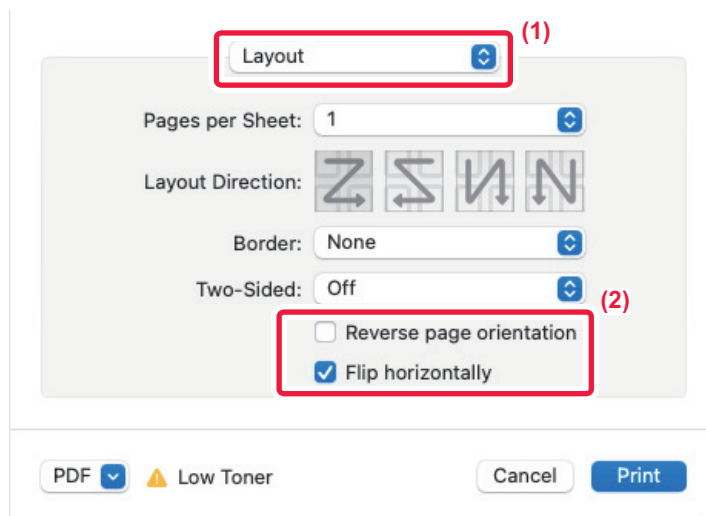 (1)
Layout
Pages per Sheet: 1
Layout Direction:
Border: None
Two-Sided: Off
(2)
Reverse page orientation
Flip horizontally
PDF Low Toner Cancel Print